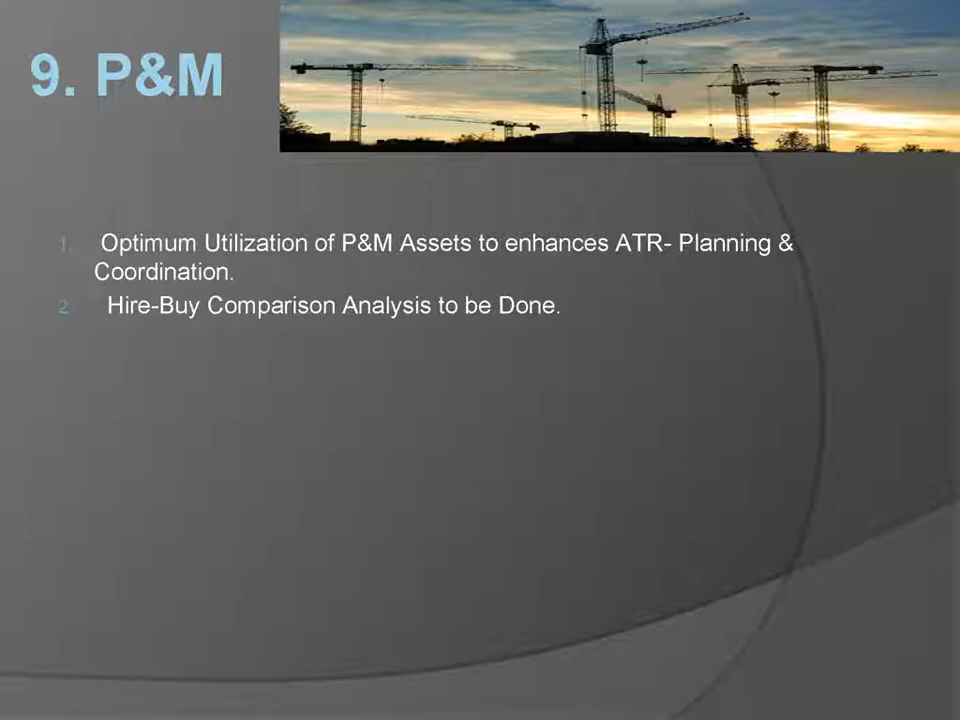 9. P&M
1. Optimum Utilization of P&M Assets to enhances ATR- Planning &
Coordination.
2. Hire-Buy Comparison Analysis to be Done.